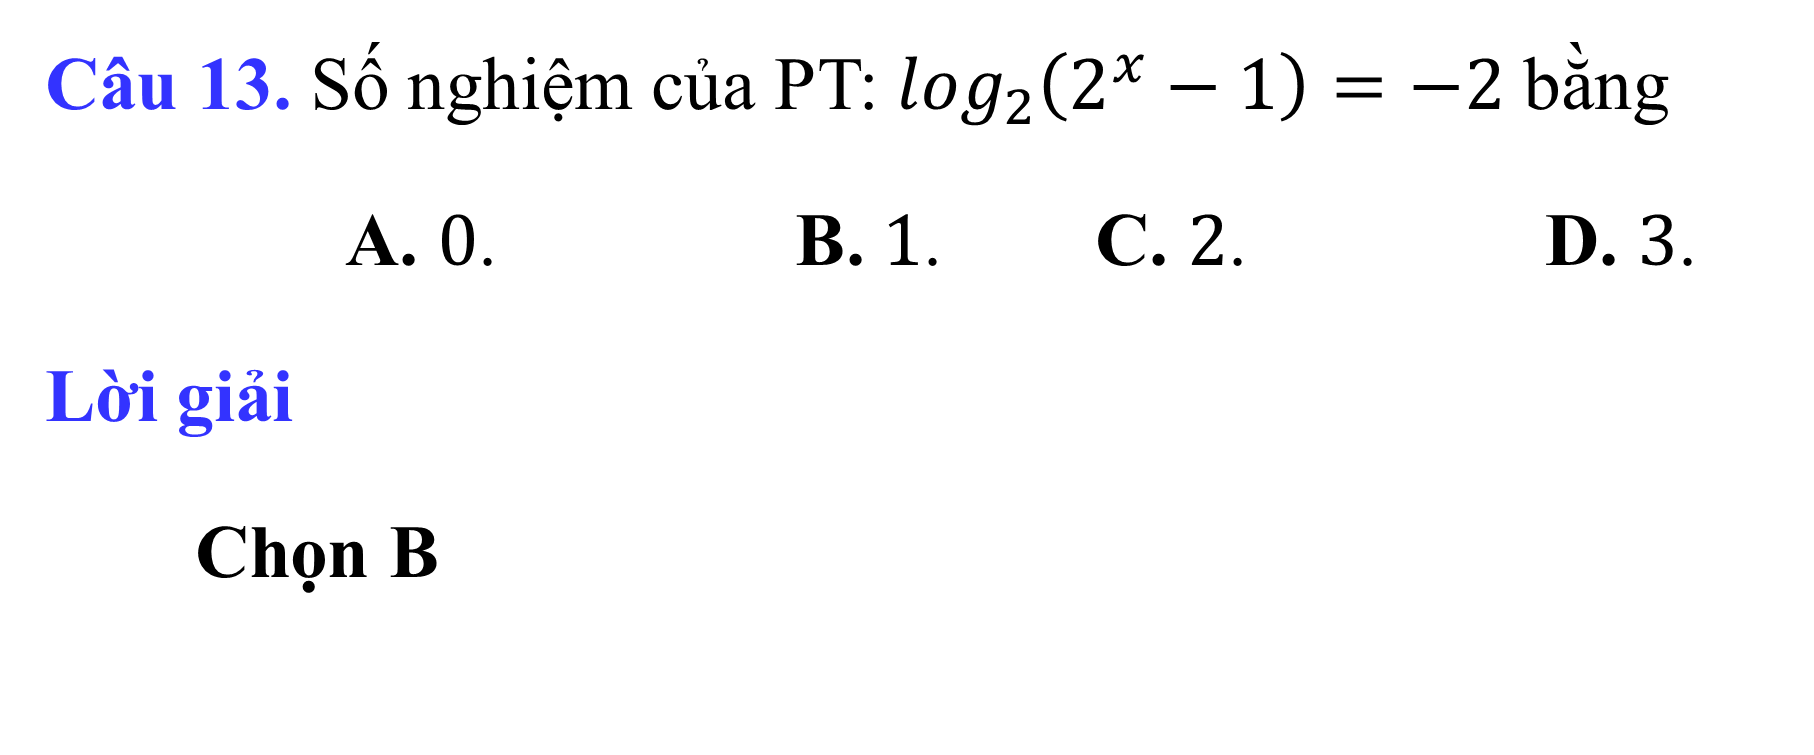 Câu 13. Số nghiệm của PT: log₂(2ˣ − 1) = −2 bằng
A. 0. B. 1. C. 2. D. 3.
Lời giải
Chọn B